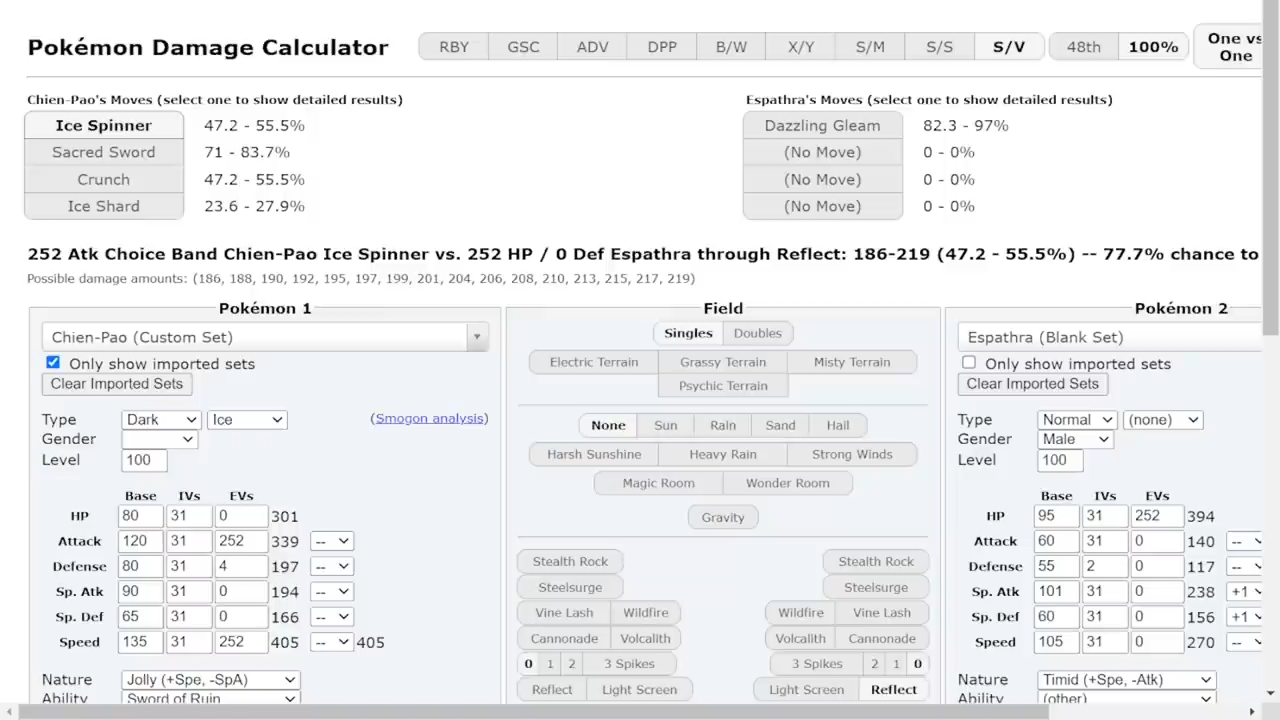 Pokémon Damage Calculator RBY GSC ADV DPP B/W X/Y S/M S/S S/V 48th 100% One vs
One
Chien-Pao's Moves (select one to show detailed results) Espathra's Moves (select one to show detailed results)
Ice Spinner 47.2 - 55.5% Dazzling Gleam 82.3 - 97%
Sacred Sword 71 - 83.7% (No Move) 0 - 0%
Crunch 47.2 - 55.5% (No Move) 0 - 0%
Ice Shard 23.6 - 27.9% (No Move) 0 - 0%
252 Atk Choice Band Chien-Pao Ice Spinner vs. 252 HP / 0 Def Espathra through Reflect: 186-219 (47.2 - 55.5%) -- 77.7% chance to
Possible damage amounts: (186, 188, 190, 192, 195, 197, 199, 201, 204, 206, 208, 210, 213, 215, 217, 219)
Pokémon 1 Field Pokémon 2
Chien-Pao (Custom Set) Singles Doubles Espathra (Blank Set)
Only show imported sets Electric Terrain Grassy Terrain Misty Terrain Only show imported sets
Clear Imported Sets Psychic Terrain Clear Imported Sets
Type Dark Ice (Smogon analysis) None Sun Rain Sand Hail Type Normal (none)
Gender Gender Male
Level 100 Harsh Sunshine Heavy Rain Strong Winds Level 100
Magic Room Wonder Room
Base IVs EVs Base IVs EVs
HP 80 31 0 301 Gravity HP 95 31 252 394
Attack 120 31 252 339 -- Attack 60 31 0 140 --
Defense 80 31 4 197 -- Stealth Rock Stealth Rock Defense 55 2 0 117 --
Sp. Atk 90 31 0 194 -- Steelsurge Steelsurge Sp. Atk 101 31 0 238 +1
Sp. Def 65 31 0 166 -- Vine Lash Wildfire Wildfire Vine Lash Sp. Def 60 31 0 156 +1
Speed 135 31 252 405 -- 405 Cannonade Volcalith Volcalith Cannonade Speed 105 31 0 270 --
0 1 2 3 Spikes 3 Spikes 2 1 0
Nature Jolly (+Spe, -SpA) Reflect Light Screen Light Screen Reflect Nature Timid (+Spe, -Atk)
Ability Sword of Ruin Ability (other)